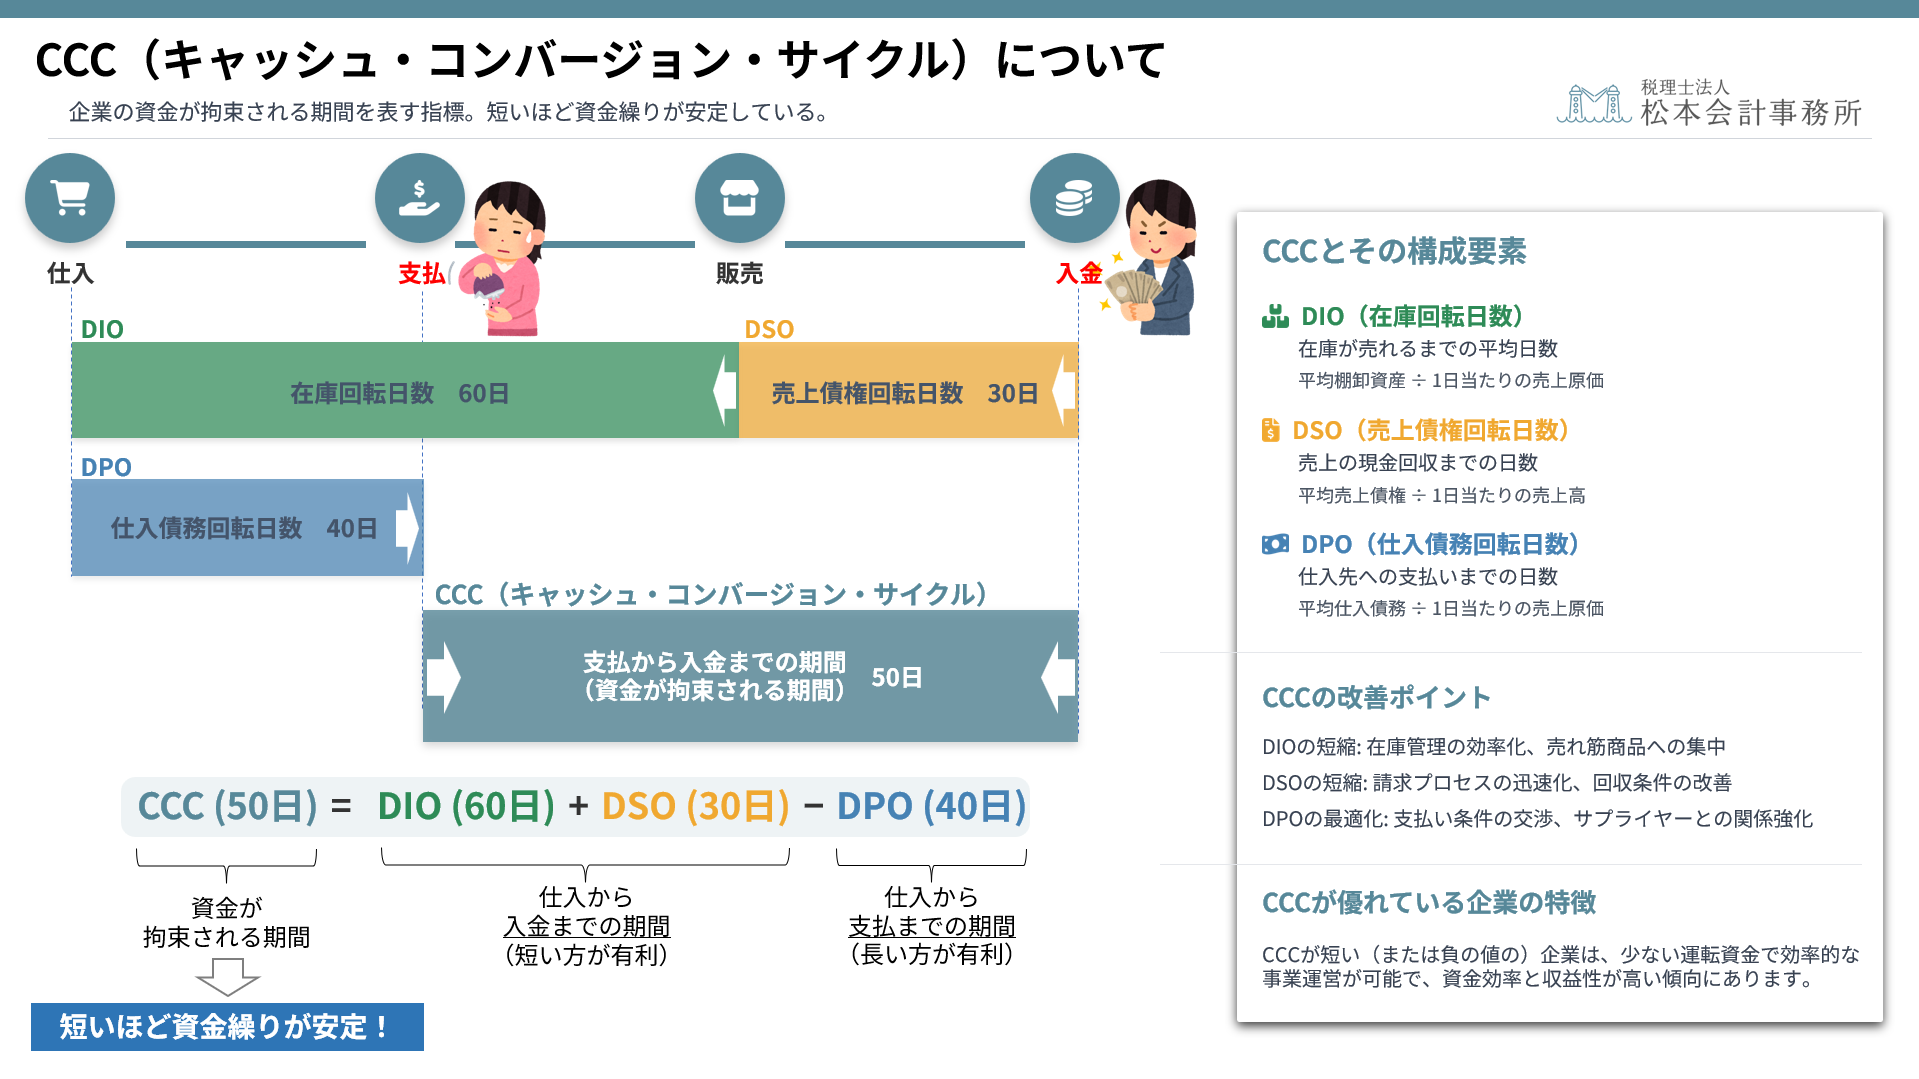 CCC（キャッシュ・コンバージョン・サイクル）について
企業の資金が拘束される期間を表す指標。短いほど資金繰りが安定している。
税理士法人
松本会計事務所
仕入
支払
販売
入金
DIO
DSO
在庫回転日数　60日
売上債権回転日数　30日
DPO
仕入債務回転日数　40日
CCC（キャッシュ・コンバージョン・サイクル）
支払から入金までの期間
（資金が拘束される期間）
50日
CCC (50日) = DIO (60日) + DSO (30日) − DPO (40日)
資金が
拘束される期間
仕入から
入金までの期間
（短い方が有利）
仕入から
支払までの期間
（長い方が有利）
短いほど資金繰りが安定！
CCCとその構成要素
DIO（在庫回転日数）
在庫が売れるまでの平均日数
平均棚卸資産 ÷ 1日当たりの売上原価
DSO（売上債権回転日数）
売上の現金回収までの日数
平均売上債権 ÷ 1日当たりの売上高
DPO（仕入債務回転日数）
仕入先への支払いまでの日数
平均仕入債務 ÷ 1日当たりの売上原価
CCCの改善ポイント
DIOの短縮: 在庫管理の効率化、売れ筋商品への集中
DSOの短縮: 請求プロセスの迅速化、回収条件の改善
DPOの最適化: 支払い条件の交渉、サプライヤーとの関係強化
CCCが優れている企業の特徴
CCCが短い（または負の値の）企業は、少ない運転資金で効率的な
事業運営が可能で、資金効率と収益性が高い傾向にあります。